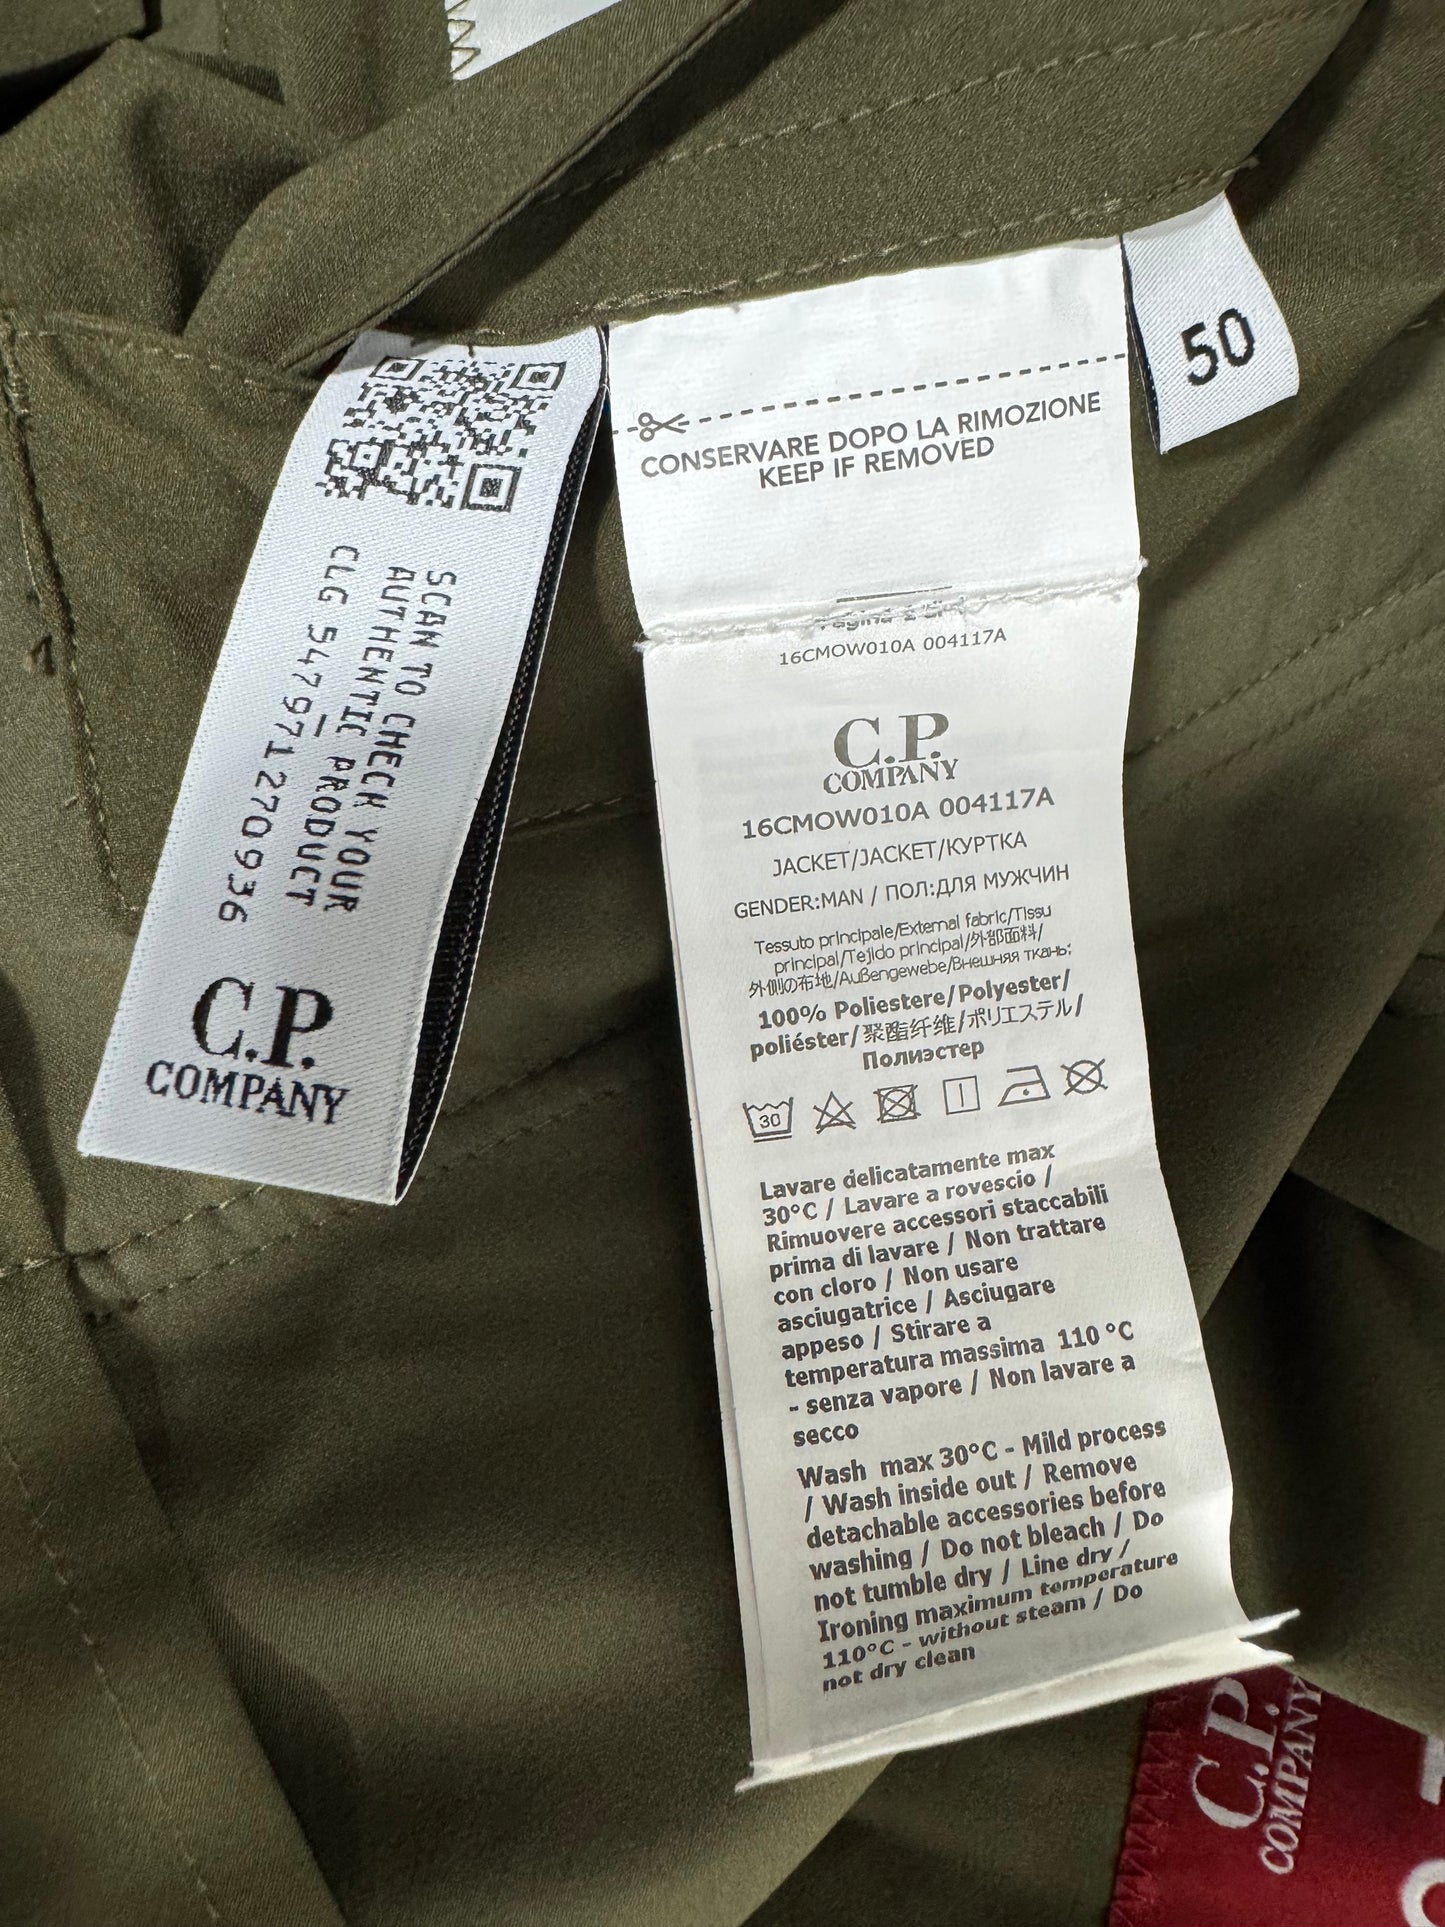 SCAN TO CHECK YOUR
AUTHENTIC PRODUCT
CLG 547971270936
C.P.
COMPANY
50
CONSERVARE DOPO LA RIMOZIONE
KEEP IF REMOVED
16CMOW010A 004117A
C.P.
COMPANY
16CMOW010A 004117A
JACKET/JACKET/КУРТКА
GENDER:MAN / ПОЛ:ДЛЯ МУЖЧИН
Tessuto principale/External fabric/Tissu
principal/Tejido principal/外部面料/
外側の布地/Außengewebe/Внешняя ткань:
100% Poliestere/Polyester/
poliéster/聚酯纤维/ポリエステル/
Полиэстер
30
Lavare delicatamente max
30°C / Lavare a rovescio /
Rimuovere accessori staccabili
prima di lavare / Non trattare
con cloro / Non usare
asciugatrice / Asciugare
appeso / Stirare a
temperatura massima 110 °C
- senza vapore / Non lavare a
secco
Wash max 30°C - Mild process
/ Wash inside out / Remove
detachable accessories before
washing / Do not bleach / Do
not tumble dry / Line dry /
Ironing maximum temperature
110°C - without steam / Do
not dry clean
C.P.
COMPANY